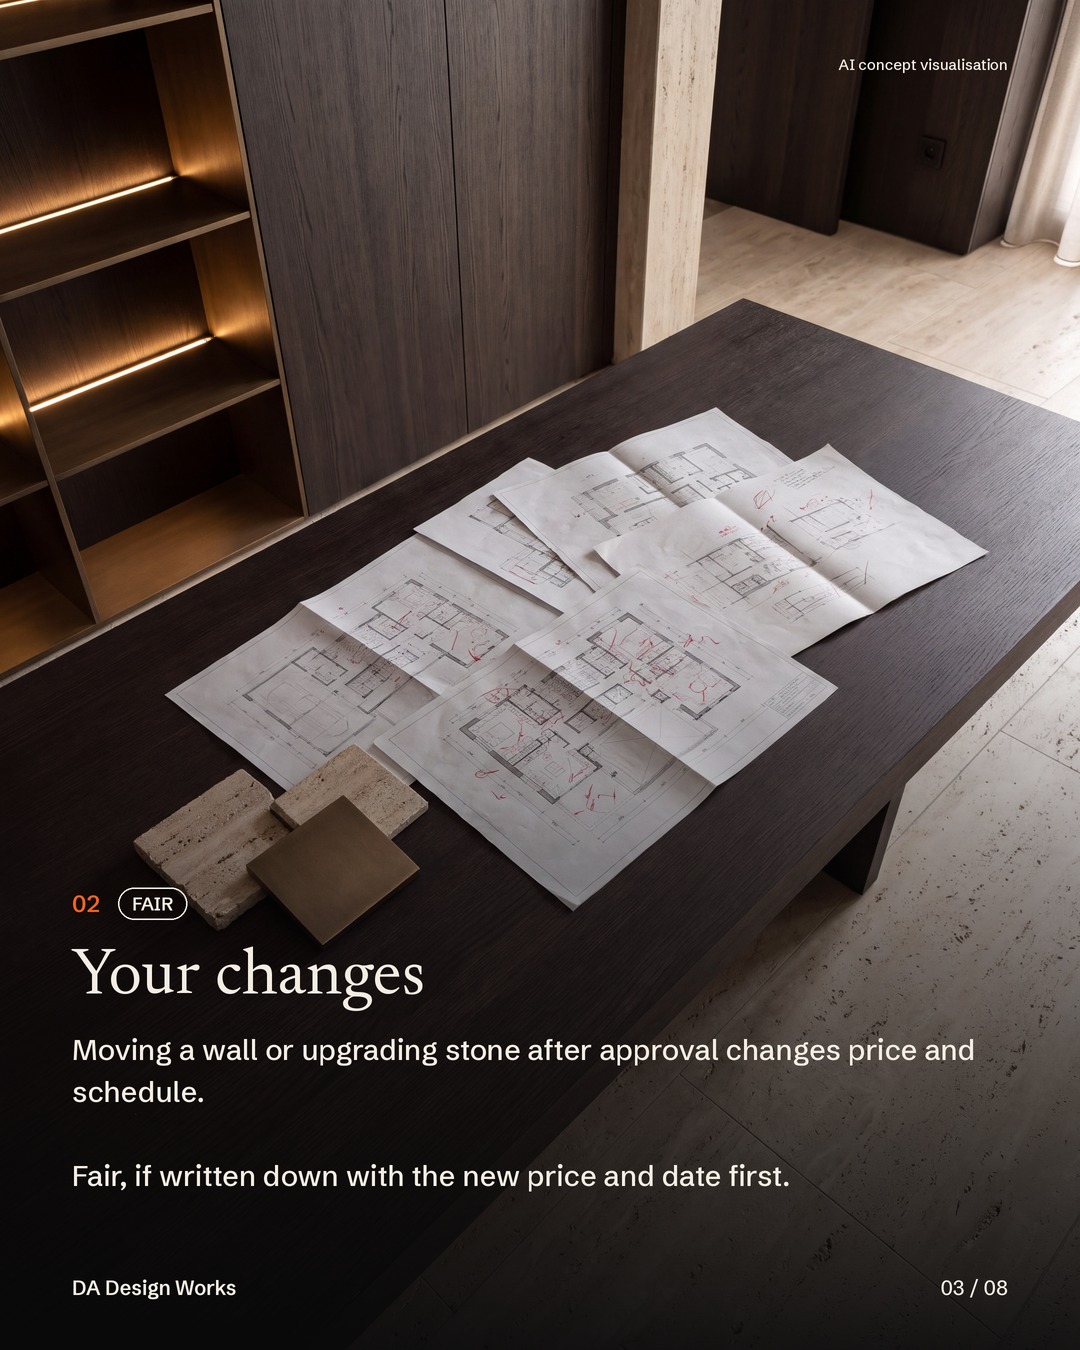 AI concept visualisation
02 FAIR
Your changes
Moving a wall or upgrading stone after approval changes price and
schedule.
Fair, if written down with the new price and date first.
DA Design Works
03 / 08